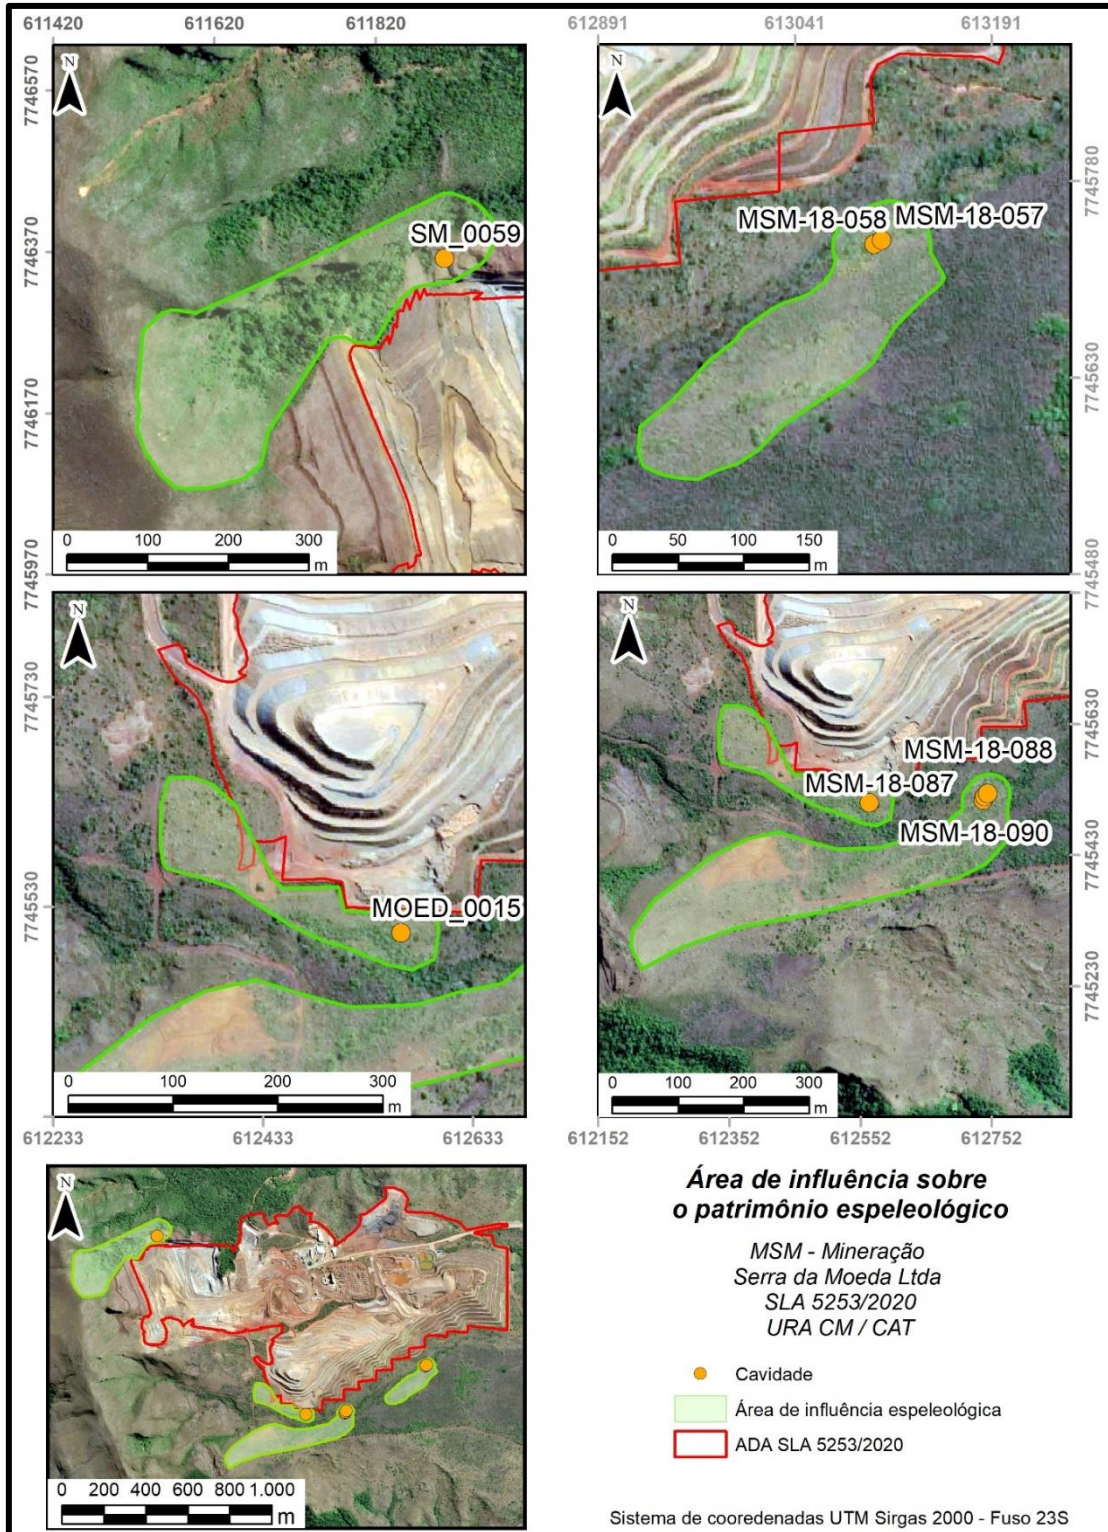 611420 611620 611820 612891 613041 613191
N
N
7746570
7746370
7746170
7745970
7745780
7745630
7745480
SM_0059
MSM-18-058 MSM-18-057
0 100 200 300
m
0 50 100 150
m
N
N
7745730
7745530
7745630
7745430
7745230
MOED_0015
MSM-18-088
MSM-18-087
MSM-18-090
0 100 200 300
m
0 100 200 300
m
612233 612433 612633 612152 612352 612552 612752
N
0 200 400 600 800 1.000
m
Área de influência sobre
o patrimônio espeleológico
MSM - Mineração
Serra da Moeda Ltda
SLA 5253/2020
URA CM / CAT
Cavidade
Área de influência espeleológica
ADA SLA 5253/2020
Sistema de cooredenadas UTM Sirgas 2000 - Fuso 23S